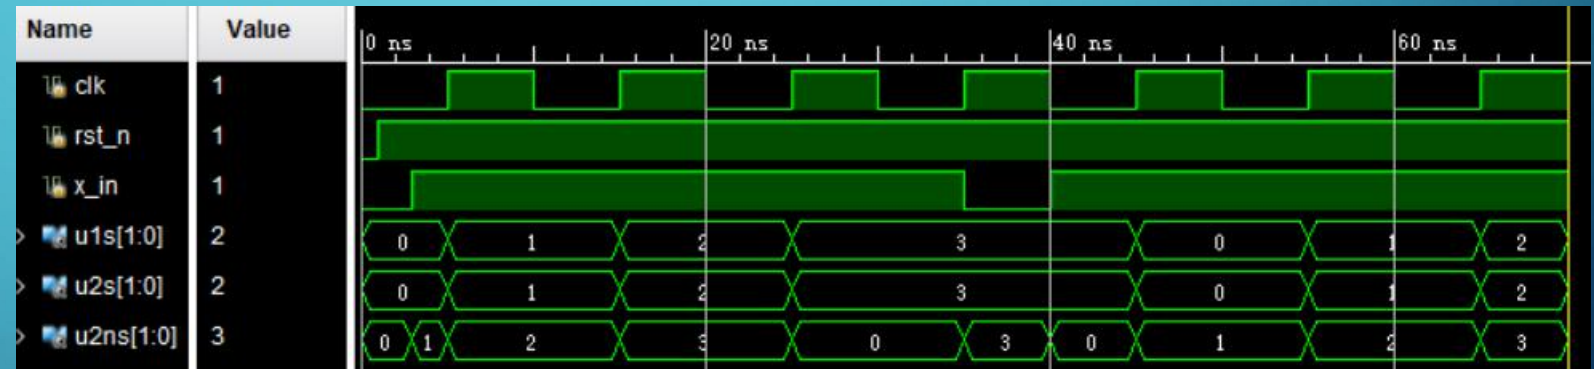 Name Value 0 ns 20 ns 40 ns 60 ns
clk 1
rst_n 1
x_in 1
u1s[1:0] 2 0 1 2 3 0 1 2
u2s[1:0] 2 0 1 2 3 0 1 2
u2ns[1:0] 3 0 1 2 3 0 3 0 1 2 3